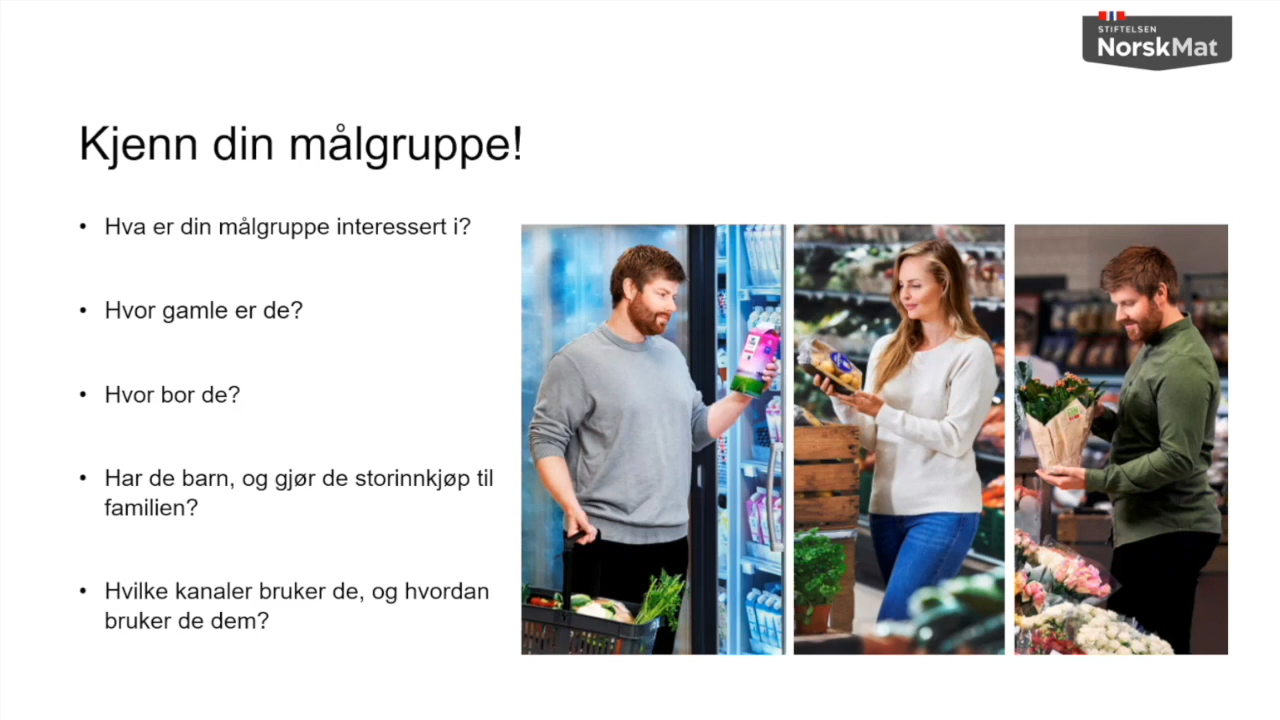 STIFTELSEN
NorskMat
Kjenn din målgruppe!
• Hva er din målgruppe interessert i?
• Hvor gamle er de?
• Hvor bor de?
• Har de barn, og gjør de storinnkjøp til
familien?
• Hvilke kanaler bruker de, og hvordan
bruker de dem?